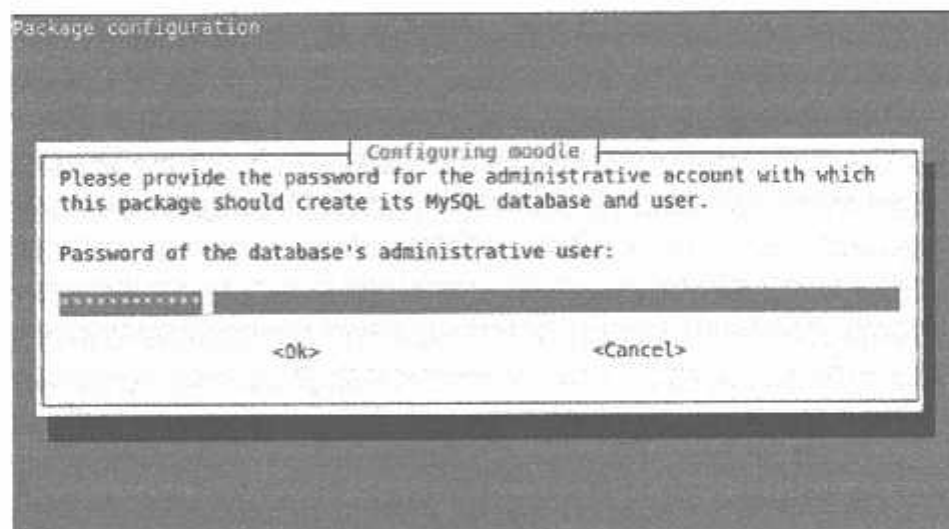 Package configuration
Configuring moodle
Please provide the password for the administrative account with which
this package should create its MySQL database and user.
Password of the database's administrative user:
************
<Ok> <Cancel>